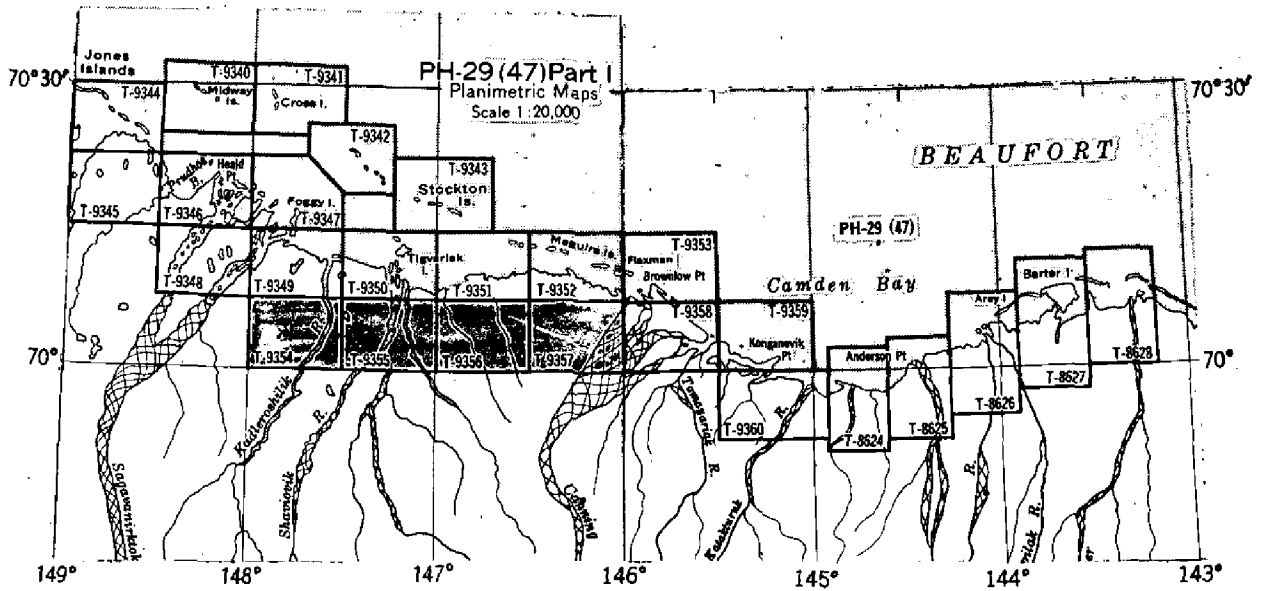 Jones
Islands
70°30'
T-9340
T-9341
T-9344
Midway
Is.
Cross I.
PH-29 (47) Part I
Planimetric Maps
Scale 1:20,000
70°30'
T-9342
T-9343
BEAUFORT
Prudhoe
B.
Heald
Pt
Stockton
Is.
T-9345
T-9346
Foggy I.
T-9347
PH-29 (47)
Maguire Is.
T-9353
Flaxman I
Brownlow Pt
Tigvariak
I.
T-9348
T-9349
T-9350
T-9351
T-9352
T-9358
Camden Bay
T-9359
Barter I
Arey I
Konganevik
Pt
Anderson Pt
70°
T-9354
T-9355
T-9356
T-9357
70°
T-8628
T-8627
T-8626
T-9360
T-8624
T-8625
Kadleroshilik
R.
Shaviovik
R.
Sagavanirktok
Canning
Tamayariak
R.
Katakturuk
R.
R.
R.
149°
148°
147°
146°
145°
144°
143°